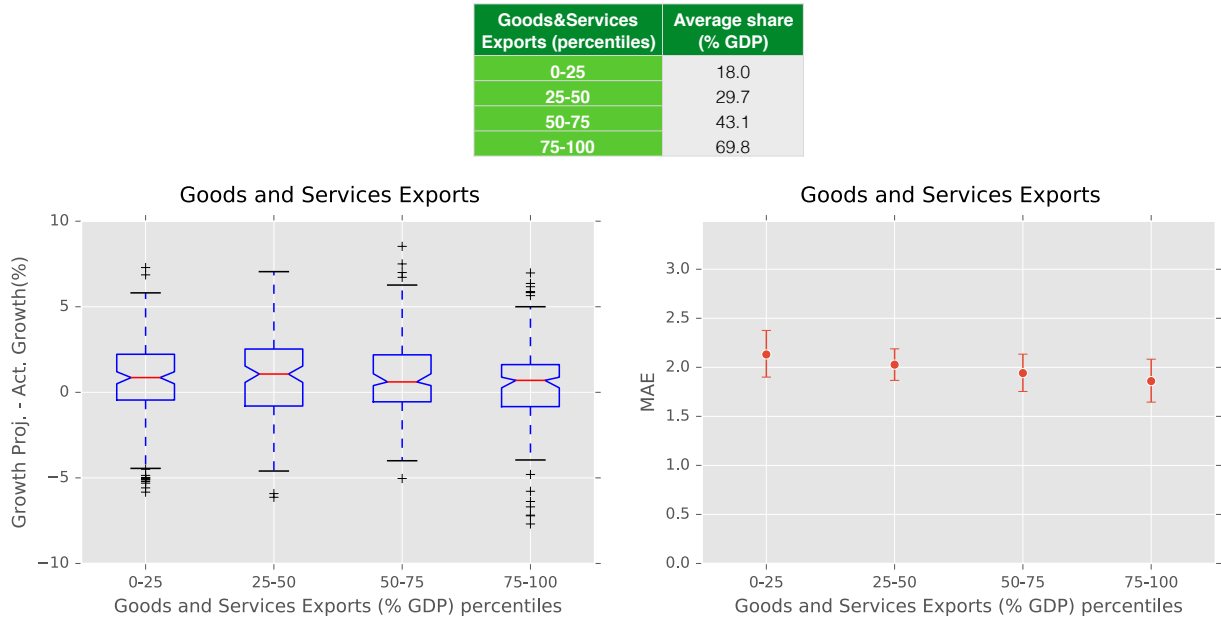 Goods&Services Average share
Exports (percentiles) (% GDP)
0-25 18.0
25-50 29.7
50-75 43.1
75-100 69.8
Goods and Services Exports
Growth Proj. - Act. Growth(%)
10
5
0
−5
−10
0-25 25-50 50-75 75-100
Goods and Services Exports (% GDP) percentiles
Goods and Services Exports
MAE
3.0
2.5
2.0
1.5
1.0
0.5
0.0
0-25 25-50 50-75 75-100
Goods and Services Exports (% GDP) percentiles